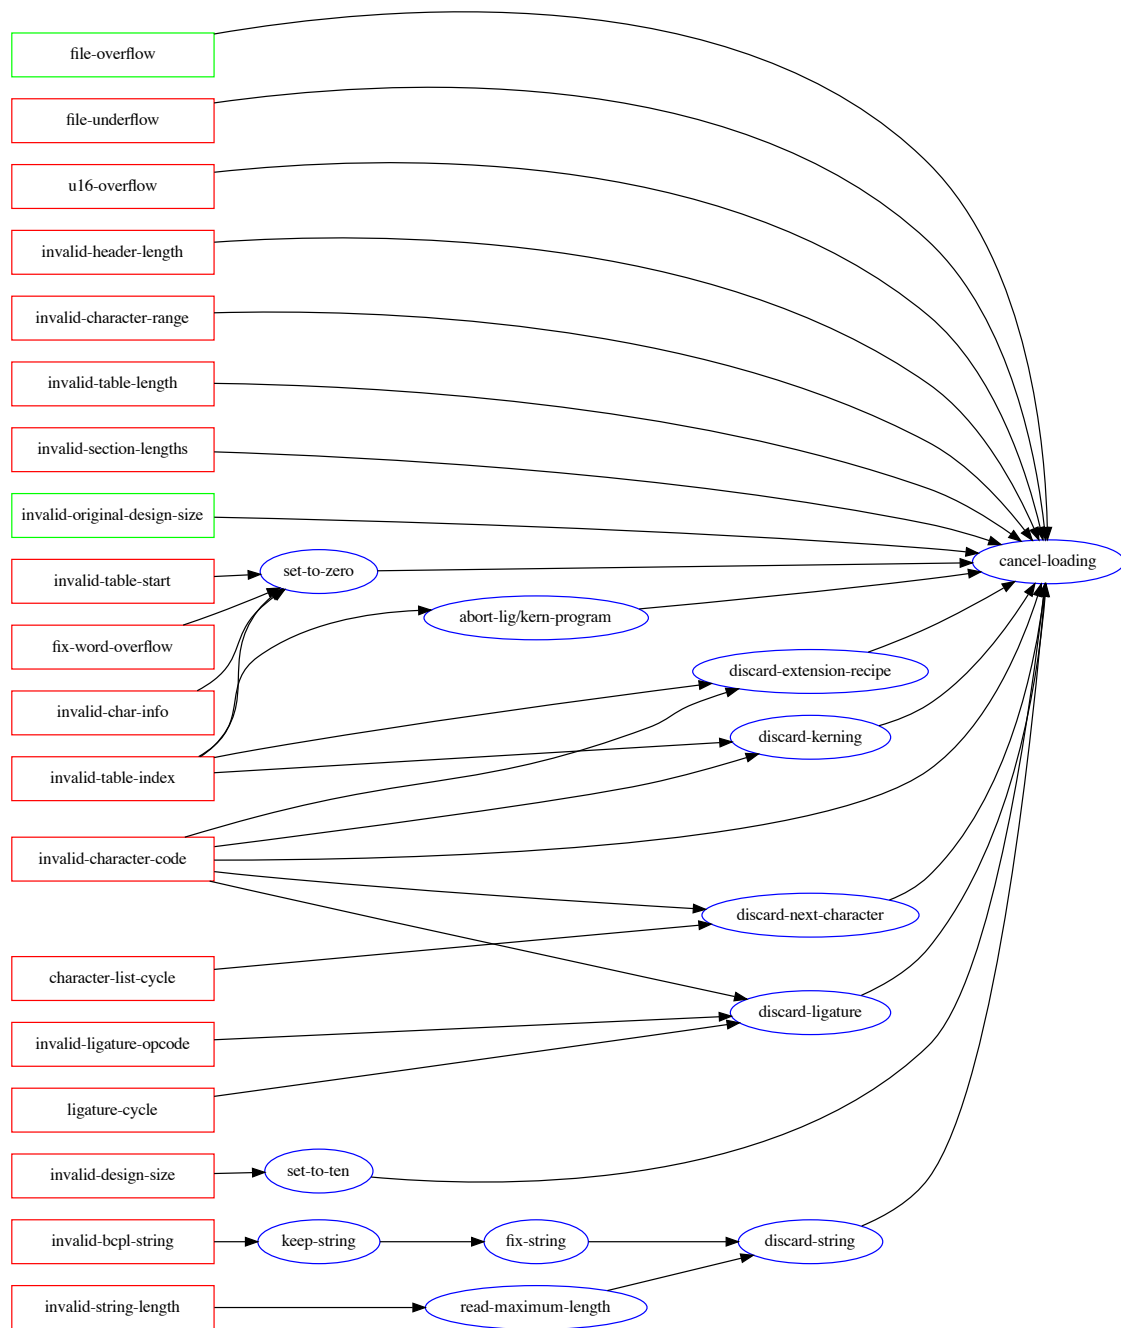 file-overflow
file-underflow
u16-overflow
invalid-header-length
invalid-character-range
invalid-table-length
invalid-section-lengths
invalid-original-design-size
cancel-loading
invalid-table-start
set-to-zero
abort-lig/kern-program
fix-word-overflow
discard-extension-recipe
invalid-char-info
discard-kerning
invalid-table-index
invalid-character-code
discard-next-character
character-list-cycle
discard-ligature
invalid-ligature-opcode
ligature-cycle
invalid-design-size
set-to-ten
invalid-bcpl-string
keep-string
fix-string
discard-string
invalid-string-length
read-maximum-length